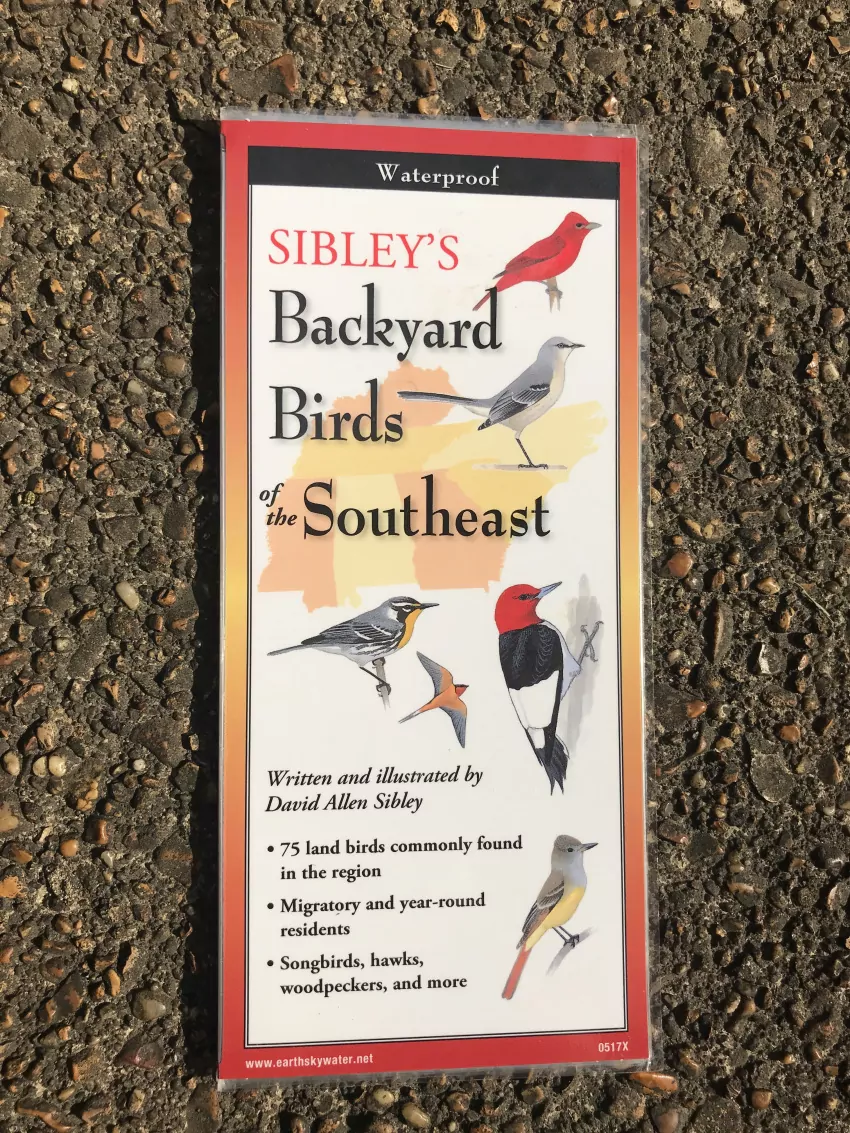 Waterproof
SIBLEY'S
Backyard
Birds
of the Southeast
Written and illustrated by
David Allen Sibley
• 75 land birds commonly found
in the region
• Migratory and year-round
residents
• Songbirds, hawks,
woodpeckers, and more
www.earthskywater.net
0517X